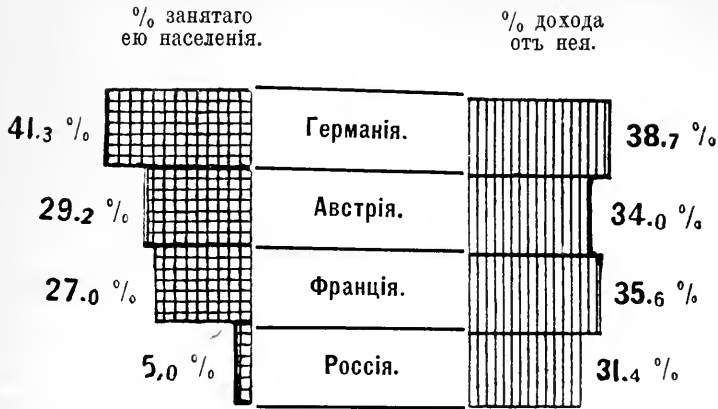 % занятаго
ею населенія.
% дохода
отъ нея.
41.3 %
Германія.
38.7 %
29.2 %
Австрія.
34.0 %
27.0 %
Франція.
35.6 %
5,0 %
Россія.
31.4 %